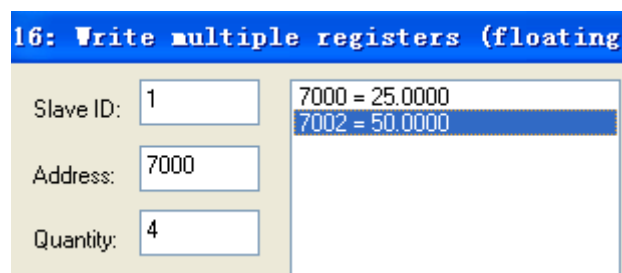 16: Write multiple registers (floating
Slave ID: 1
Address: 7000
Quantity: 4
7000 = 25.0000
7002 = 50.0000